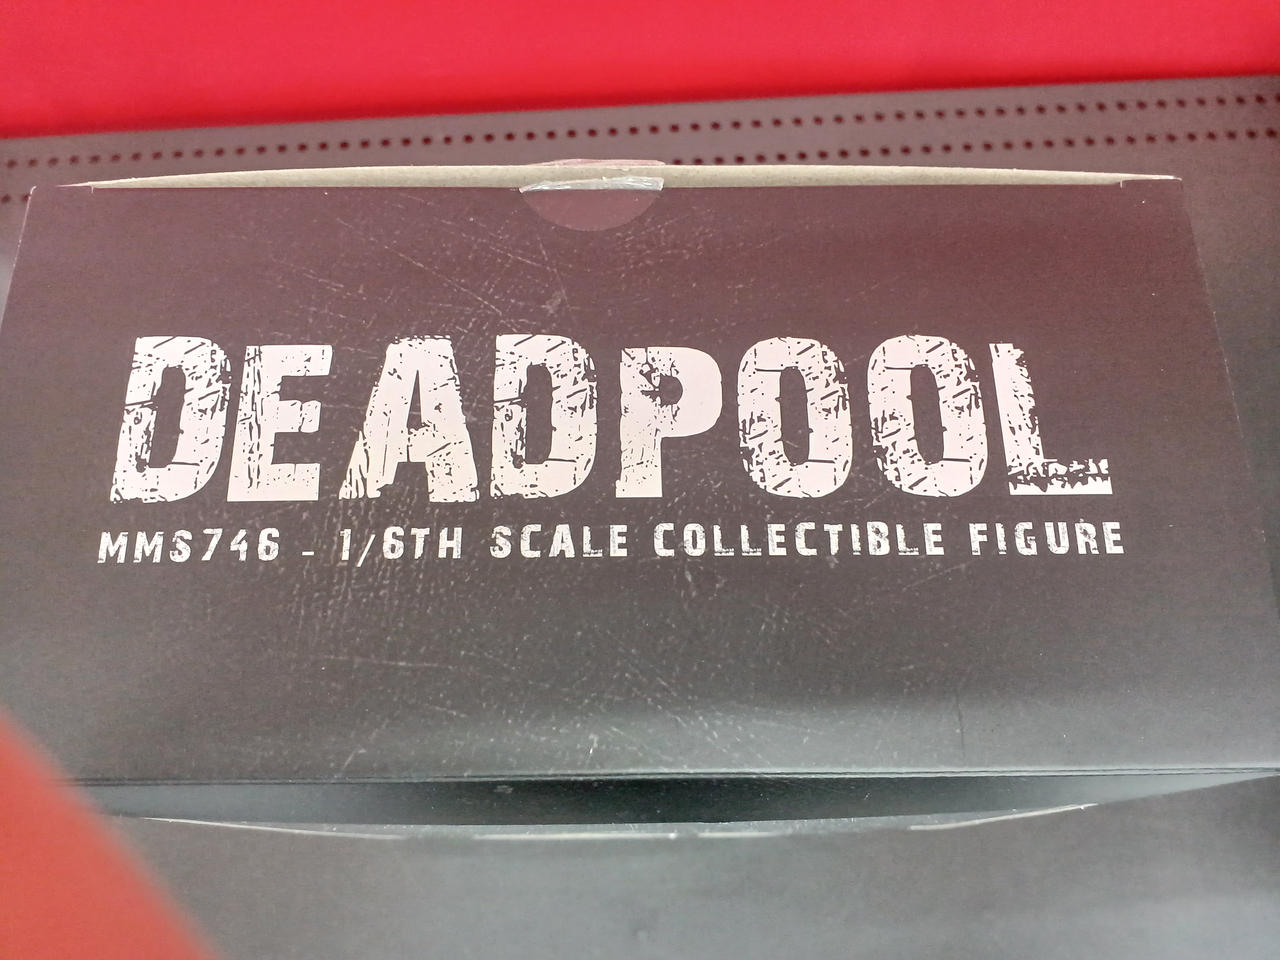 DEADPOOL
MMS746 - 1/6TH SCALE COLLECTIBLE FIGURE